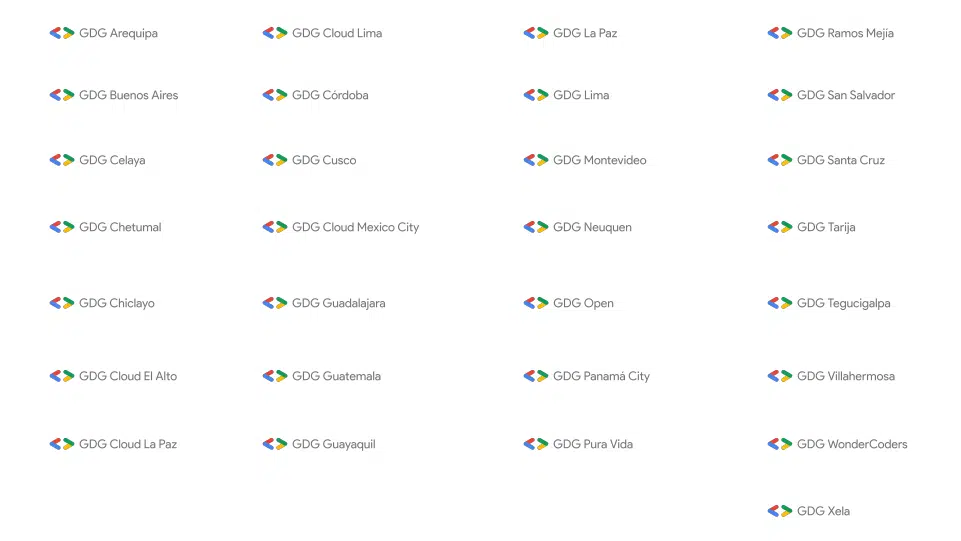 GDG Arequipa
GDG Buenos Aires
GDG Celaya
GDG Chetumal
GDG Chiclayo
GDG Cloud El Alto
GDG Cloud La Paz
GDG Cloud Lima
GDG Córdoba
GDG Cusco
GDG Cloud Mexico City
GDG Guadalajara
GDG Guatemala
GDG Guayaquil
GDG La Paz
GDG Lima
GDG Montevideo
GDG Neuquen
GDG Open
GDG Panamá City
GDG Pura Vida
GDG Ramos Mejía
GDG San Salvador
GDG Santa Cruz
GDG Tarija
GDG Tegucigalpa
GDG Villahermosa
GDG WonderCoders
GDG Xela